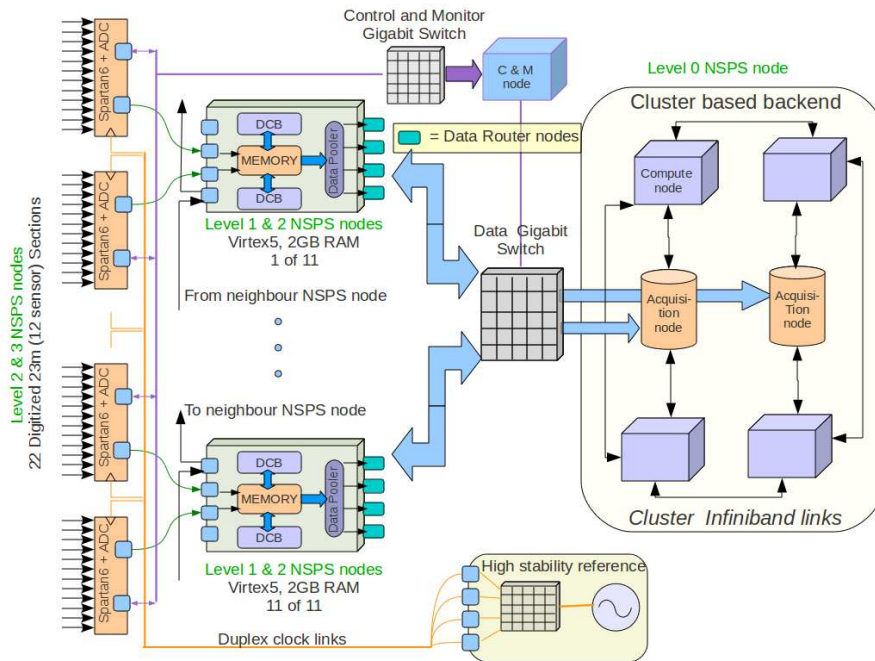 Control and Monitor
Gigabit Switch
C & M
node
Level 0 NSPS node
Cluster based backend
= Data Router nodes
Spartan6 + ADC
DCB
MEMORY
DCB
Data Pooler
Compute
node
Level 1 & 2 NSPS nodes
Virtex5, 2GB RAM
1 of 11
Spartan6 + ADC
Data Gigabit
Switch
From neighbour NSPS node
Acquisi-
tion
node
Acquisi-
Tition
node
Level 2 & 3 NSPS nodes
22 Digitized 23m (12 sensor) Sections
Spartan6 + ADC
To neighbour NSPS node
DCB
MEMORY
DCB
Data Pooler
Spartan6 + ADC
Cluster Infiniband links
Level 1 & 2 NSPS nodes
Virtex5, 2GB RAM
11 of 11
High stability reference
Duplex clock links